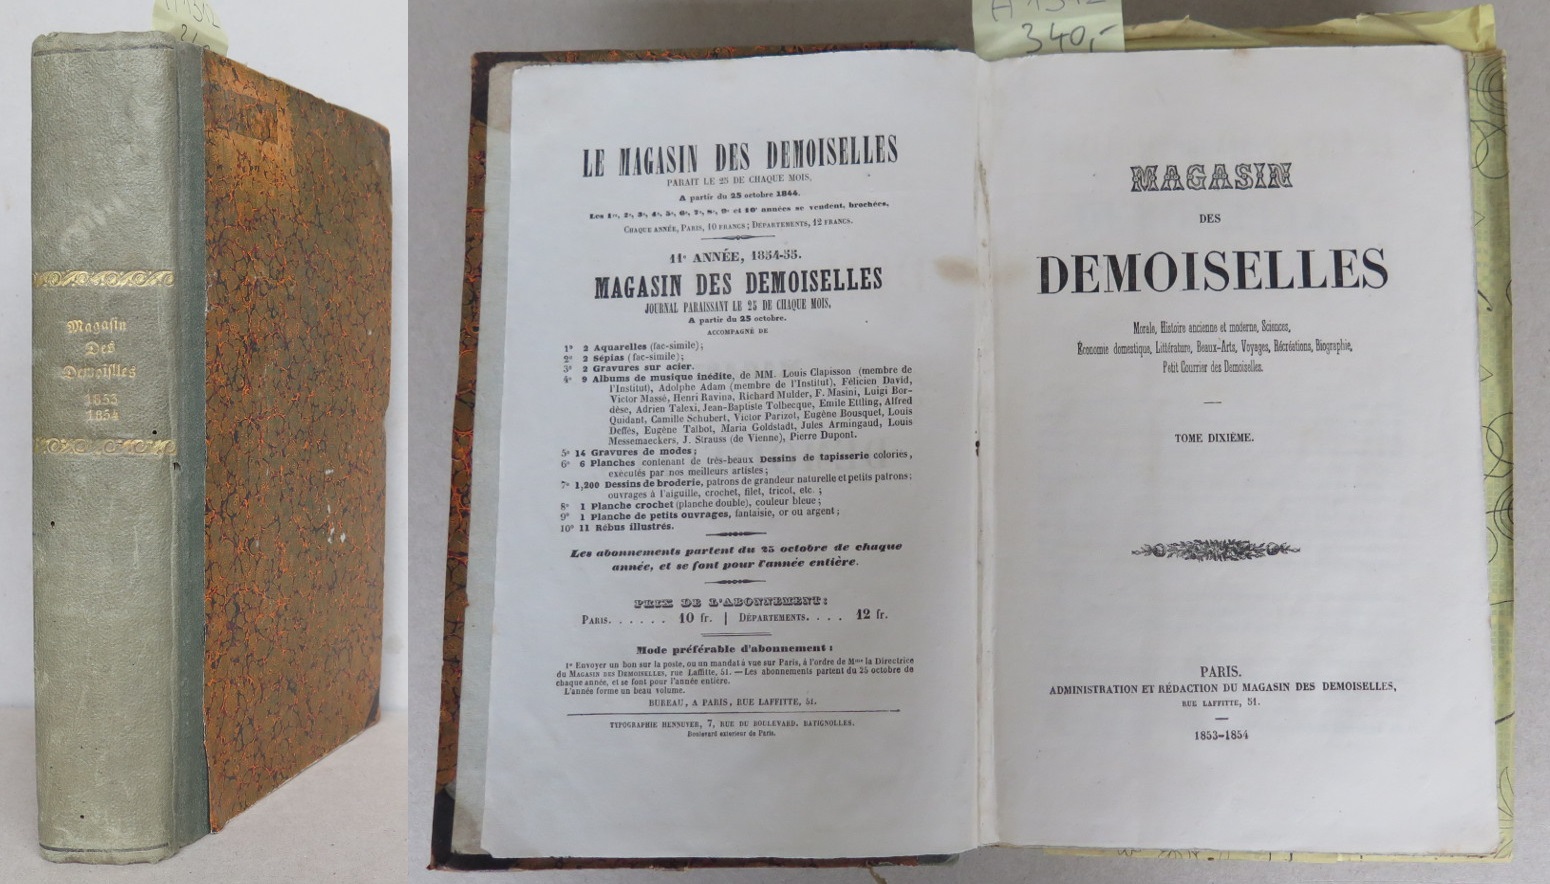 A 1312
Magasin
Des
Demoislles
1853
1854
A 1312
340,-
LE MAGASIN DES DEMOISELLES
PARAIT LE 25 DE CHAQUE MOIS.
A partir du 25 octobre 1844.
Les 1re, 2e, 3e, 4e, 5e, 6e, 7e, 8e, 9e et 10e années se vendent, brochées,
CHAQUE ANNÉE, PARIS, 10 FRANCS; DÉPARTEMENTS, 12 FRANCS.
11e ANNÉE, 1854-55.
MAGASIN DES DEMOISELLES
JOURNAL PARAISSANT LE 25 DE CHAQUE MOIS,
A partir du 25 octobre.
ACCOMPAGNÉ DE
1° 2 Aquarelles (fac-simile);
2° 2 Sépias (fac-simile);
3° 2 Gravures sur acier.
4° 9 Albums de musique inédite, de MM. Louis Clapisson (membre de
l'Institut), Adolphe Adam (membre de l'Institut), Félicien David,
Victor Massé, Henri Ravina, Richard Mulder, F. Masini, Luigi Bor-
dèse, Adrien Talexi, Jean-Baptiste Tolbecque, Emile Ettling, Alfred
Quidant, Camille Schubert, Victor Parizot, Eugène Bousquet, Louis
Deffès, Eugène Talbot, Maria Goldstadt, Jules Armingaud, Louis
Messemaeckers, J. Strauss (de Vienne), Pierre Dupont.
5° 14 Gravures de modes;
6° 6 Planches contenant de très-beaux Dessins de tapisserie coloriés,
exécutés par nos meilleurs artistes;
7° 1,200 Dessins de broderie, patrons de grandeur naturelle et petits patrons;
ouvrages à l'aiguille, crochet, filet, tricot, etc.;
8° 1 Planche crochet (planche double), couleur bleue;
9° 1 Planche de petits ouvrages, fantaisie, or ou argent;
10° 11 Rébus illustrés.
Les abonnements partent du 25 octobre de chaque
année, et se font pour l'année entière.
PRIX DE L'ABONNEMENT:
PARIS. . . . . . 10 fr. | DÉPARTEMENTS. . . . 12 fr.
Mode préférable d'abonnement:
1° Envoyer un bon sur la poste, ou un mandat à vue sur Paris, à l'ordre de Mme la Directrice
du MAGASIN DES DEMOISELLES, rue Laffitte, 51. — Les abonnements partent du 25 octobre de
chaque année, et se font pour l'année entière.
L'année forme un beau volume.
BUREAU, A PARIS, RUE LAFFITTE, 51.
TYPOGRAPHIE HENNUYER, 7, RUE DU BOULEVARD. BATIGNOLLES.
Boulevard extérieur de Paris.
MAGASIN
DES
DEMOISELLES
Morale, Histoire ancienne et moderne, Sciences,
Économie domestique, Littérature, Beaux-Arts, Voyages, Récréations, Biographie,
Petit Courrier des Demoiselles.
TOME DIXIÈME.
PARIS.
ADMINISTRATION ET RÉDACTION DU MAGASIN DES DEMOISELLES,
RUE LAFFITTE, 51.
1853-1854